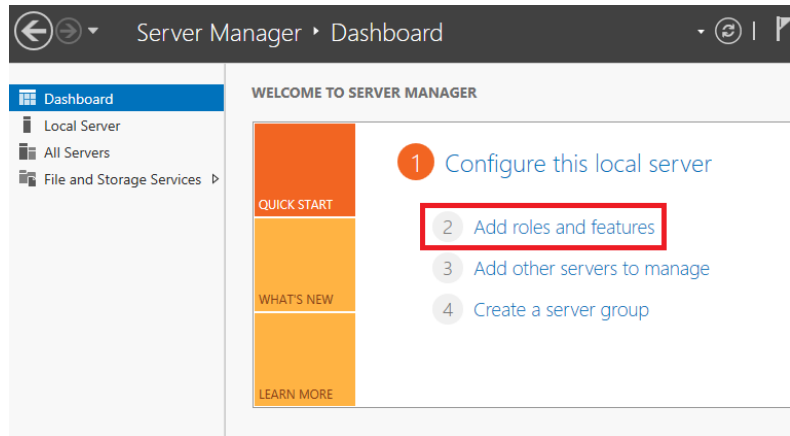 Server Manager ‣ Dashboard
Dashboard
Local Server
All Servers
File and Storage Services
WELCOME TO SERVER MANAGER
QUICK START
WHAT'S NEW
LEARN MORE
1 Configure this local server
2 Add roles and features
3 Add other servers to manage
4 Create a server group